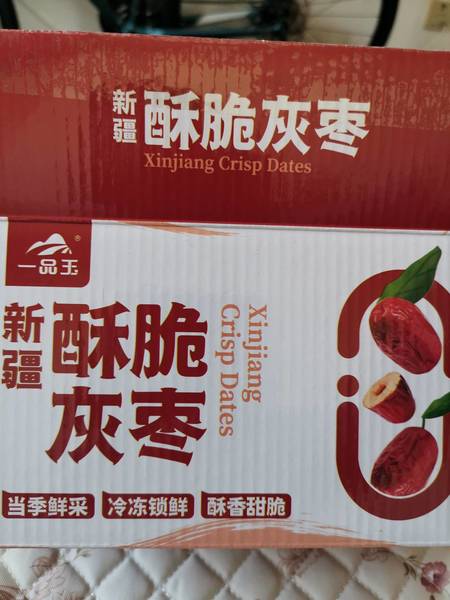 新疆
酥脆灰枣
Xinjiang Crisp Dates
®
一品玉
新疆
酥脆
灰枣
Xinjiang
Crisp Dates
当季鲜采
冷冻锁鲜
酥香甜脆